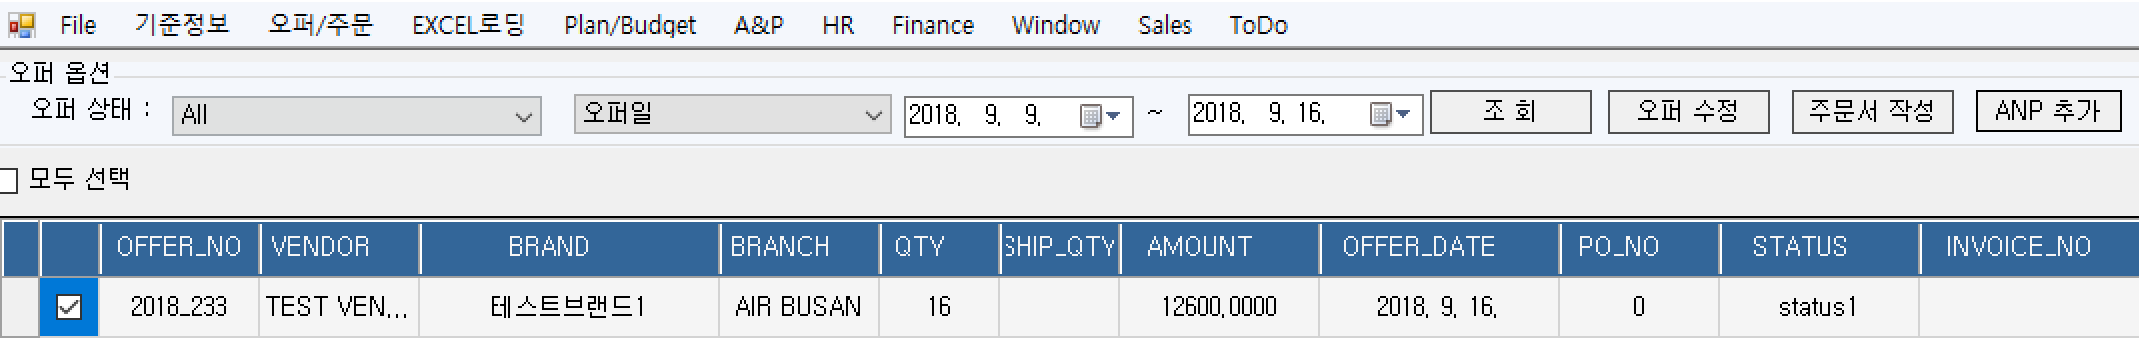 File 기준정보 오퍼/주문 EXCEL로딩 Plan/Budget A&P HR Finance Window Sales ToDo
오퍼 옵션
오퍼 상태 : All 오퍼일 2018. 9. 9. ~ 2018. 9. 16. 조 회 오퍼 수정 주문서 작성 ANP 추가
모두 선택
OFFER_NO VENDOR BRAND BRANCH QTY SHIP_QTY AMOUNT OFFER_DATE PO_NO STATUS INVOICE_NO
2018_233 TEST VEN... 테스트브랜드1 AIR BUSAN 16 12600.0000 2018. 9. 16. 0 status1